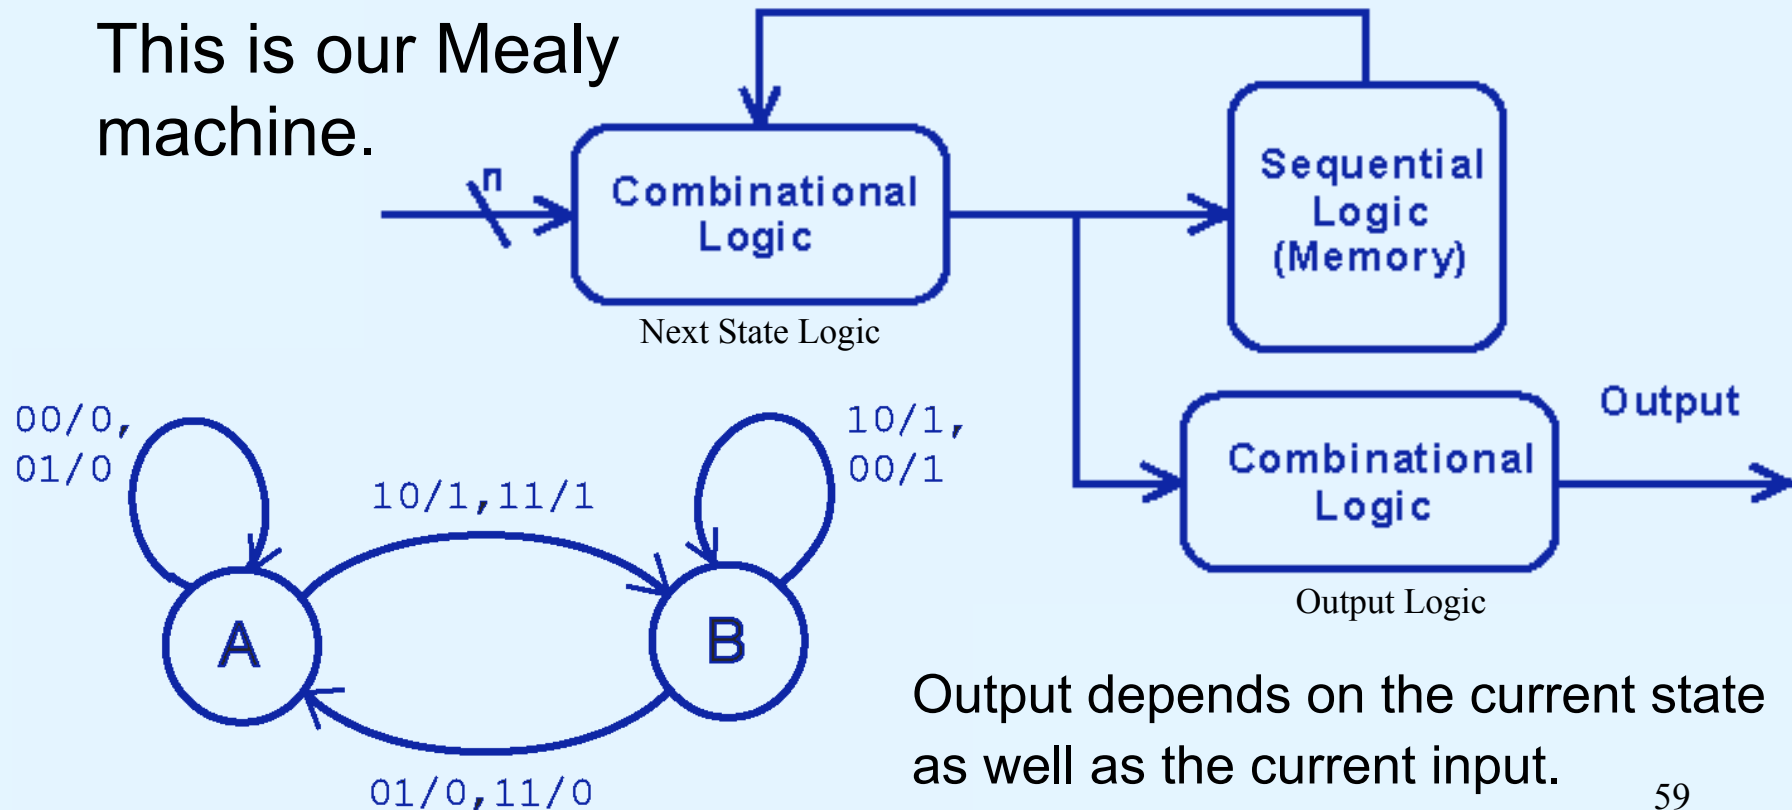 This is our Mealy
machine.
n
Combinational
Logic
Next State Logic
Sequential
Logic
(Memory)
Combinational
Logic
Output Logic
Output
00/0,
01/0
10/1,11/1
10/1,
00/1
A
B
01/0,11/0
Output depends on the current state
as well as the current input.
59